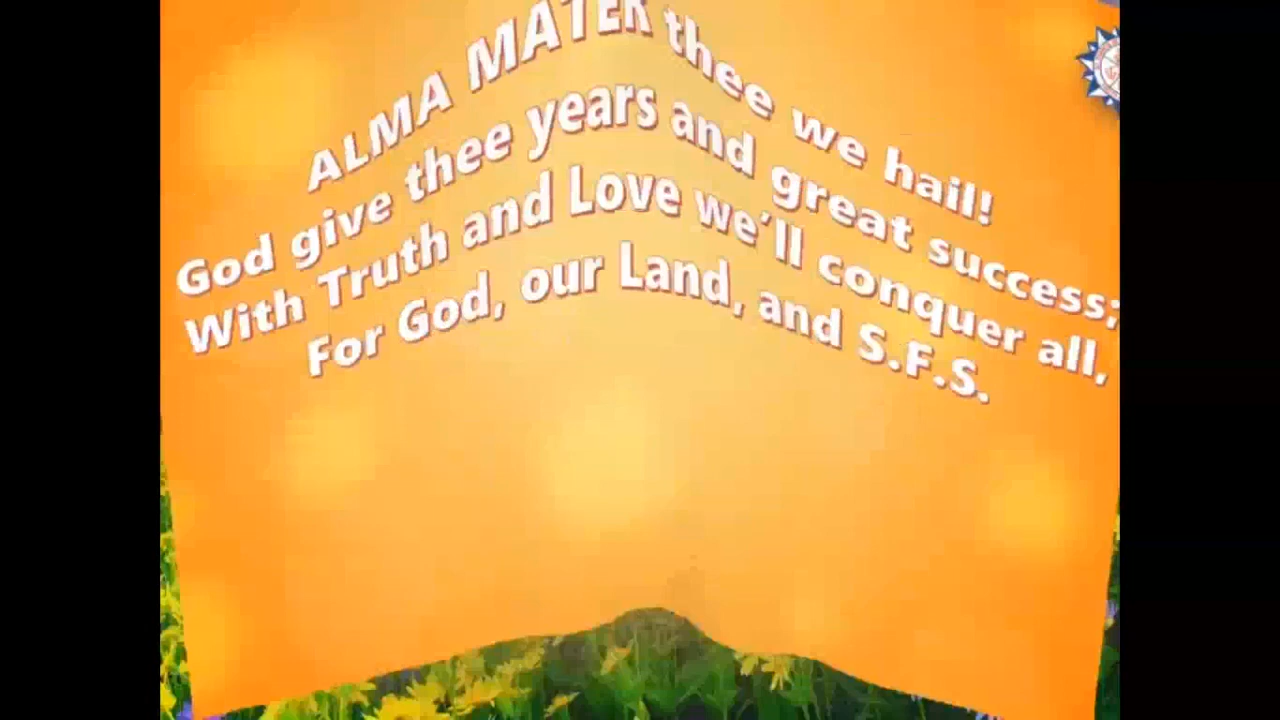 ALMA MATER thee we hail!
God give thee years and great success;
With Truth and Love we'll conquer all,
For God, our Land, and S.F.S.